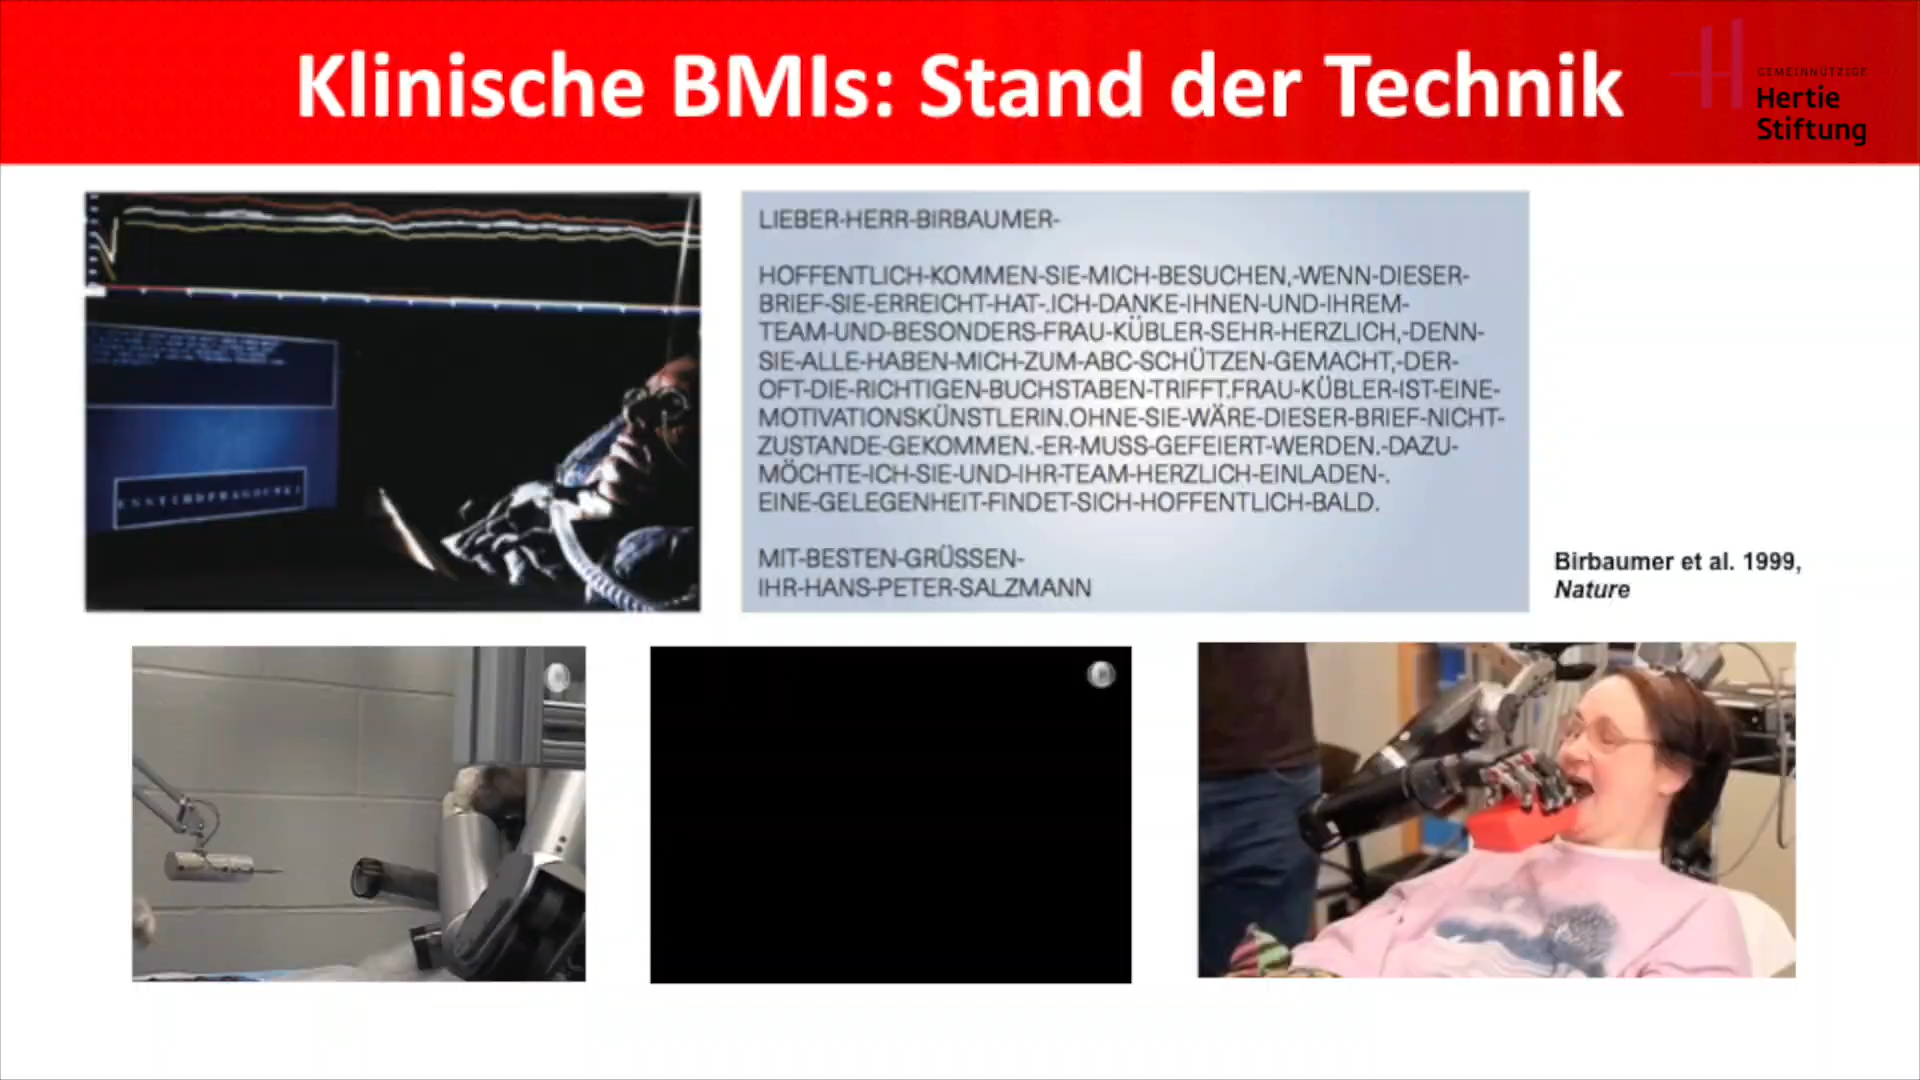 Klinische BMIs: Stand der Technik
GEMEINNÜTZIGE
Hertie
Stiftung
LIEBER-HERR-BIRBAUMER-
HOFFENTLICH-KOMMEN-SIE-MICH-BESUCHEN,-WENN-DIESER-
BRIEF-SIE-ERREICHT-HAT-.ICH-DANKE-IHNEN-UND-IHREM-
TEAM-UND-BESONDERS-FRAU-KÜBLER-SEHR-HERZLICH,-DENN-
SIE-ALLE-HABEN-MICH-ZUM-ABC-SCHÜTZEN-GEMACHT,-DER-
OFT-DIE-RICHTIGEN-BUCHSTABEN-TRIFFT.FRAU-KÜBLER-IST-EINE-
MOTIVATIONSKÜNSTLERIN.OHNE-SIE-WÄRE-DIESER-BRIEF-NICHT-
ZUSTANDE-GEKOMMEN.-ER-MUSS-GEFEIERT-WERDEN.-DAZU-
MÖCHTE-ICH-SIE-UND-IHR-TEAM-HERZLICH-EINLADEN-.
EINE-GELEGENHEIT-FINDET-SICH-HOFFENTLICH-BALD.
MIT-BESTEN-GRÜSSEN-
IHR-HANS-PETER-SALZMANN
Birbaumer et al. 1999,
Nature